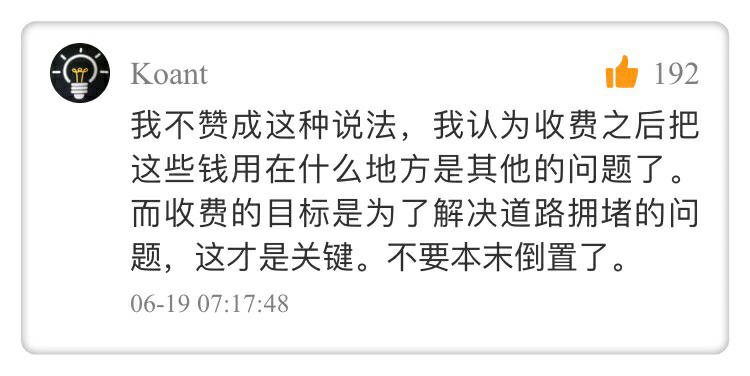 Koant
192
我不赞成这种说法，我认为收费之后把
这些钱用在什么地方是其他的问题了。
而收费的目标是为了解决道路拥堵的问
题，这才是关键。不要本末倒置了。
06-19 07:17:48